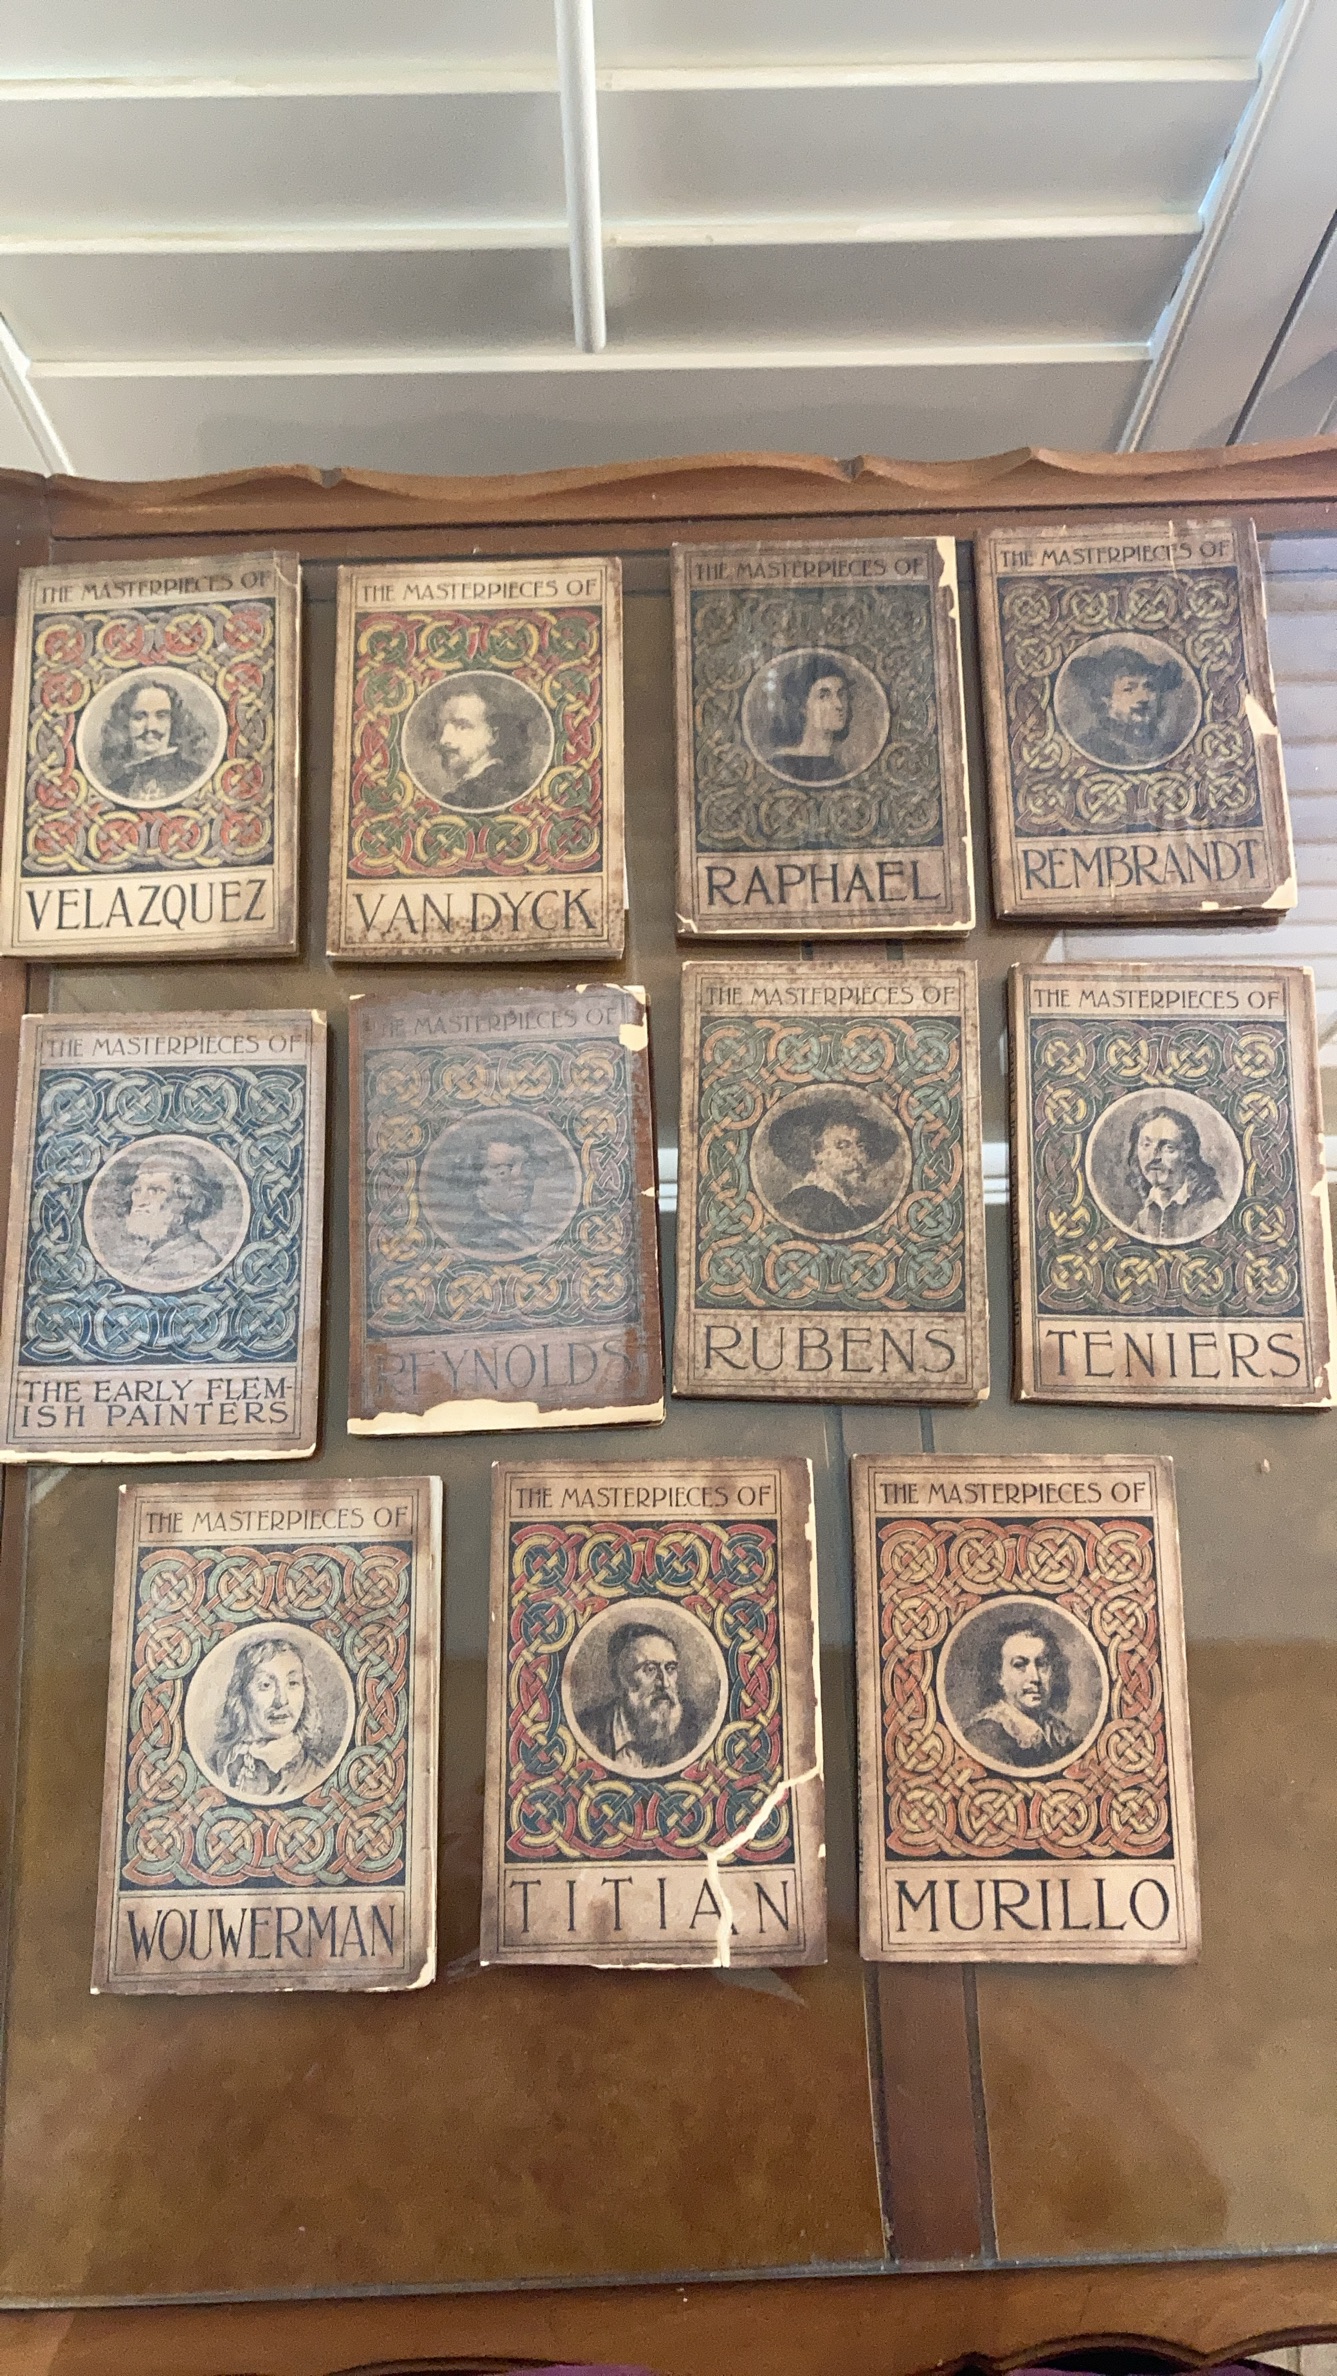 THE MASTERPIECES OF
VELAZQUEZ
THE MASTERPIECES OF
VAN DYCK
THE MASTERPIECES OF
RAPHAEL
THE MASTERPIECES OF
REMBRANDT
THE MASTERPIECES OF
THE EARLY FLEM-
ISH PAINTERS
THE MASTERPIECES OF
REYNOLDS
THE MASTERPIECES OF
RUBENS
THE MASTERPIECES OF
TENIERS
THE MASTERPIECES OF
WOUWERMAN
THE MASTERPIECES OF
TITIAN
THE MASTERPIECES OF
MURILLO